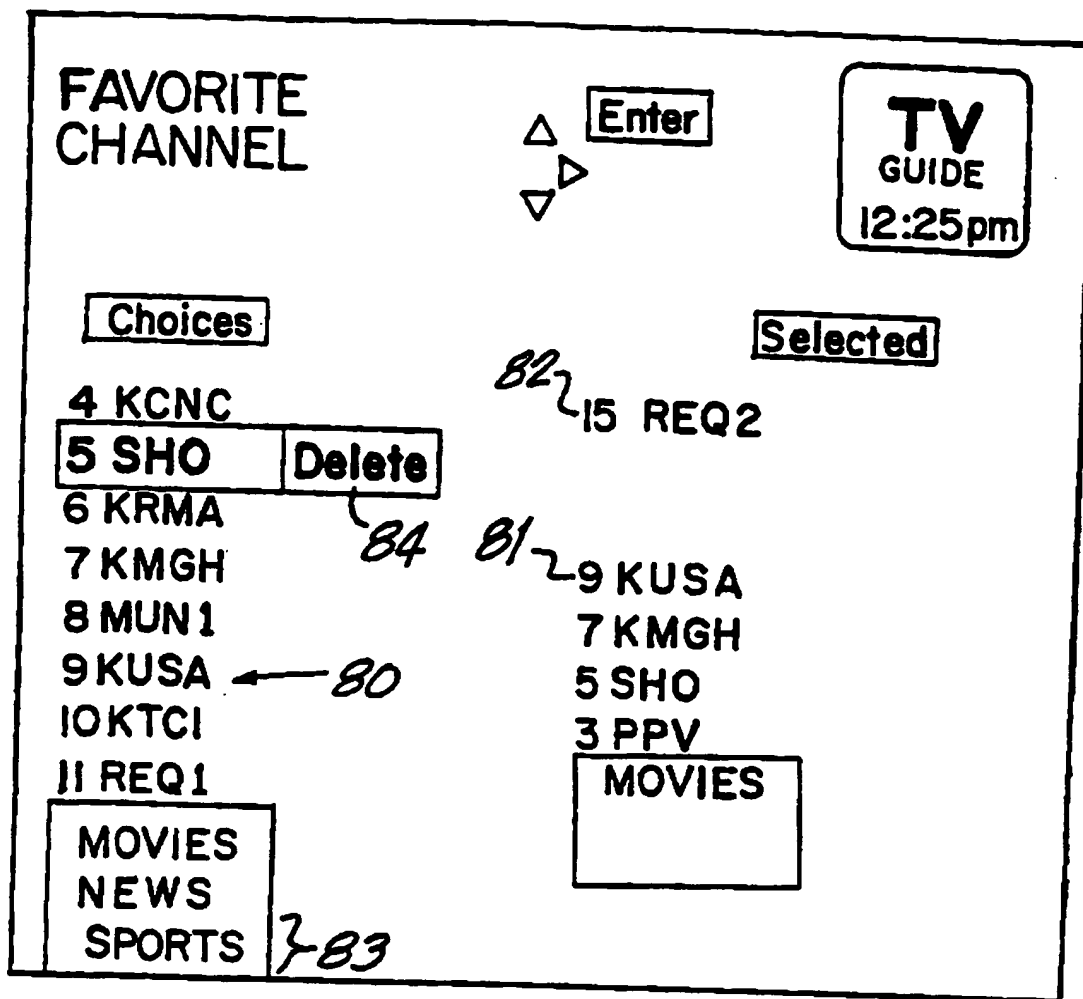 FAVORITE
CHANNEL
Enter
TV
GUIDE
12:25pm
Choices
4 KCNC
5 SHO Delete
84
6 KRMA
7 KMGH
8 MUN1
9 KUSA
80
10 KTCI
11 REQ1
MOVIES
NEWS
SPORTS
83
Selected
82
15 REQ2
81
9 KUSA
7 KMGH
5 SHO
3 PPV
MOVIES